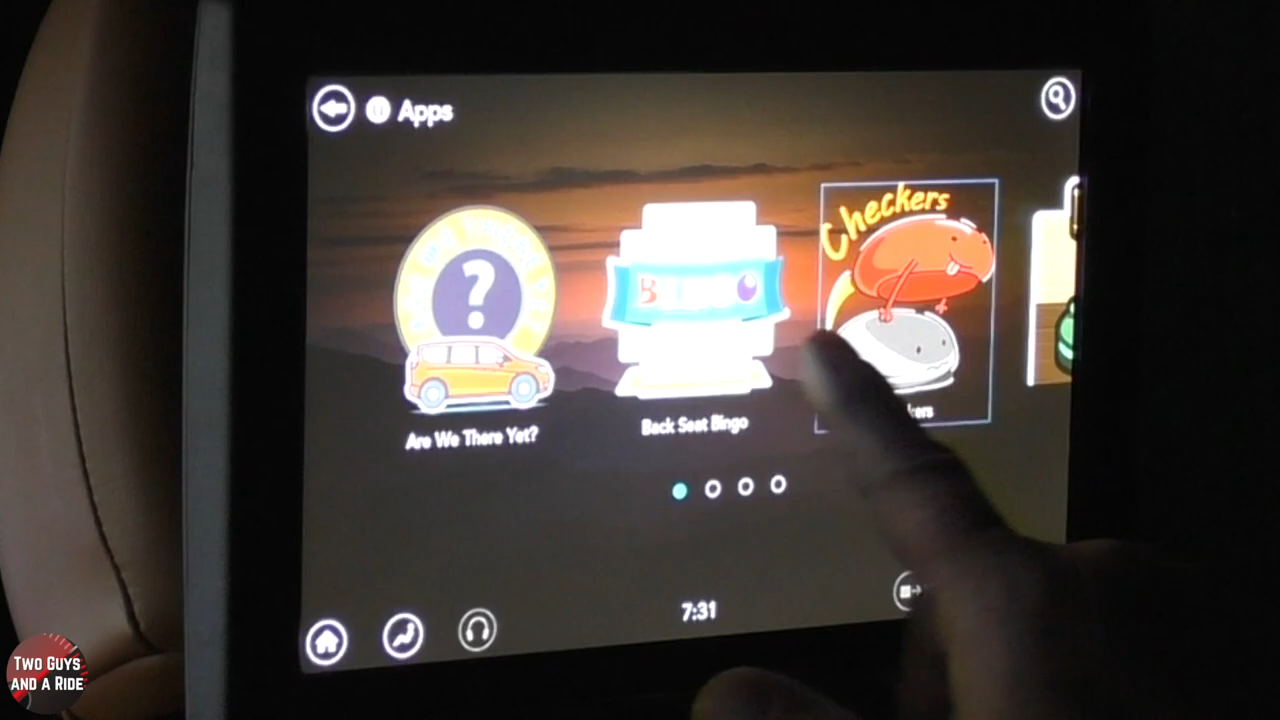 Apps
Checkers
?
Are We There Yet?
Back Seat Bingo
7:31
TWO GUYS
AND A RIDE